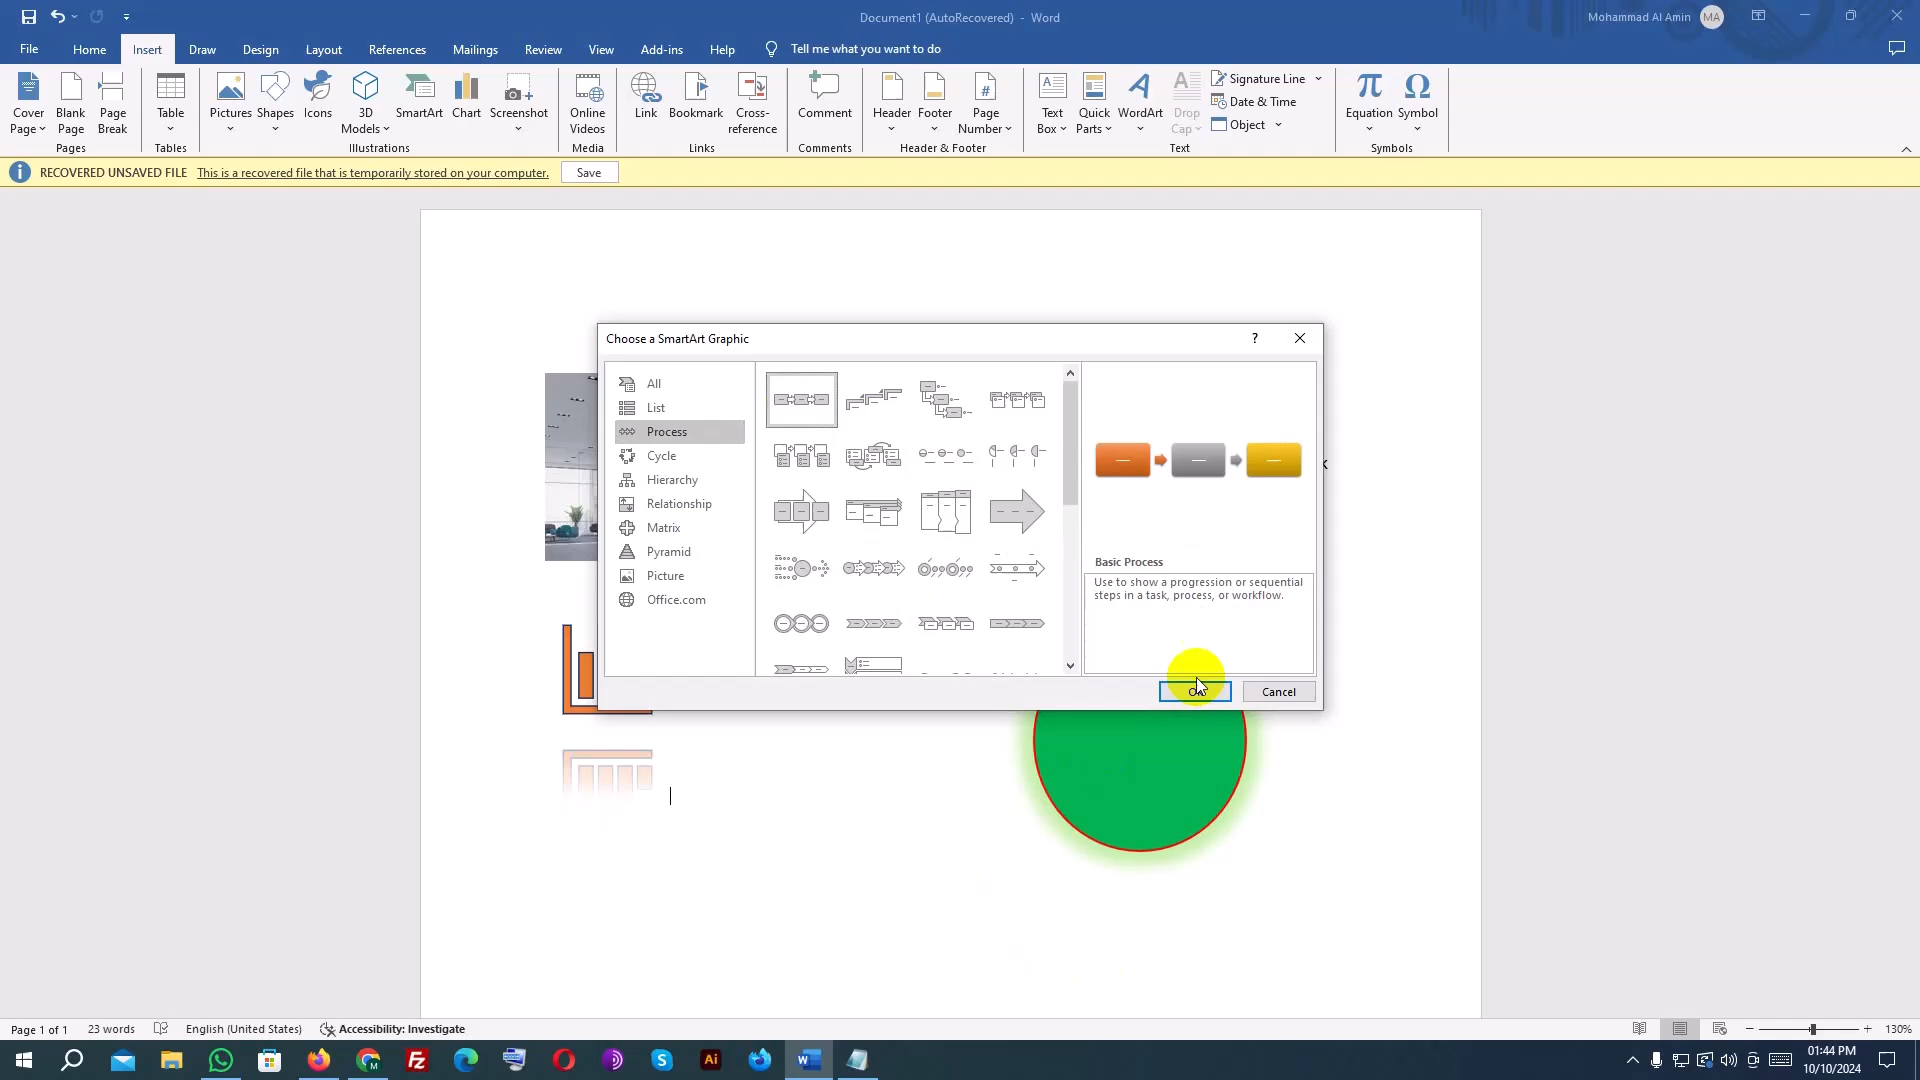 Document1 (AutoRecovered) - Word
Mohammad Al Amin
MA
File
Home
Insert
Draw
Design
Layout
References
Mailings
Review
View
Add-ins
Help
Tell me what you want to do
Cover Page
Blank Page
Page Break
Table
Pictures
Shapes
Icons
3D Models
SmartArt
Chart
Screenshot
Online Videos
Link
Bookmark
Cross-reference
Comment
Header
Footer
Page Number
Text Box
Quick Parts
WordArt
Drop Cap
Signature Line
Date & Time
Object
Equation
Symbol
Pages
Tables
Illustrations
Media
Links
Comments
Header & Footer
Text
Symbols
RECOVERED UNSAVED FILE
This is a recovered file that is temporarily stored on your computer.
Save
Choose a SmartArt Graphic
All
List
Process
Cycle
Hierarchy
Relationship
Matrix
Pyramid
Picture
Office.com
Basic Process
Use to show a progression or sequential
steps in a task, process, or workflow.
OK
Cancel
Page 1 of 1
23 words
English (United States)
Accessibility: Investigate
130%
01:44 PM
10/10/2024